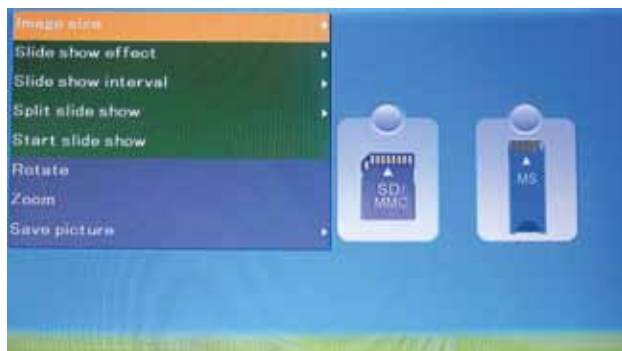 Image size
Slide show effect
Slide show interval
Split slide show
Start slide show
Rotate
Zoom
Save picture
SD/
MMC
MS